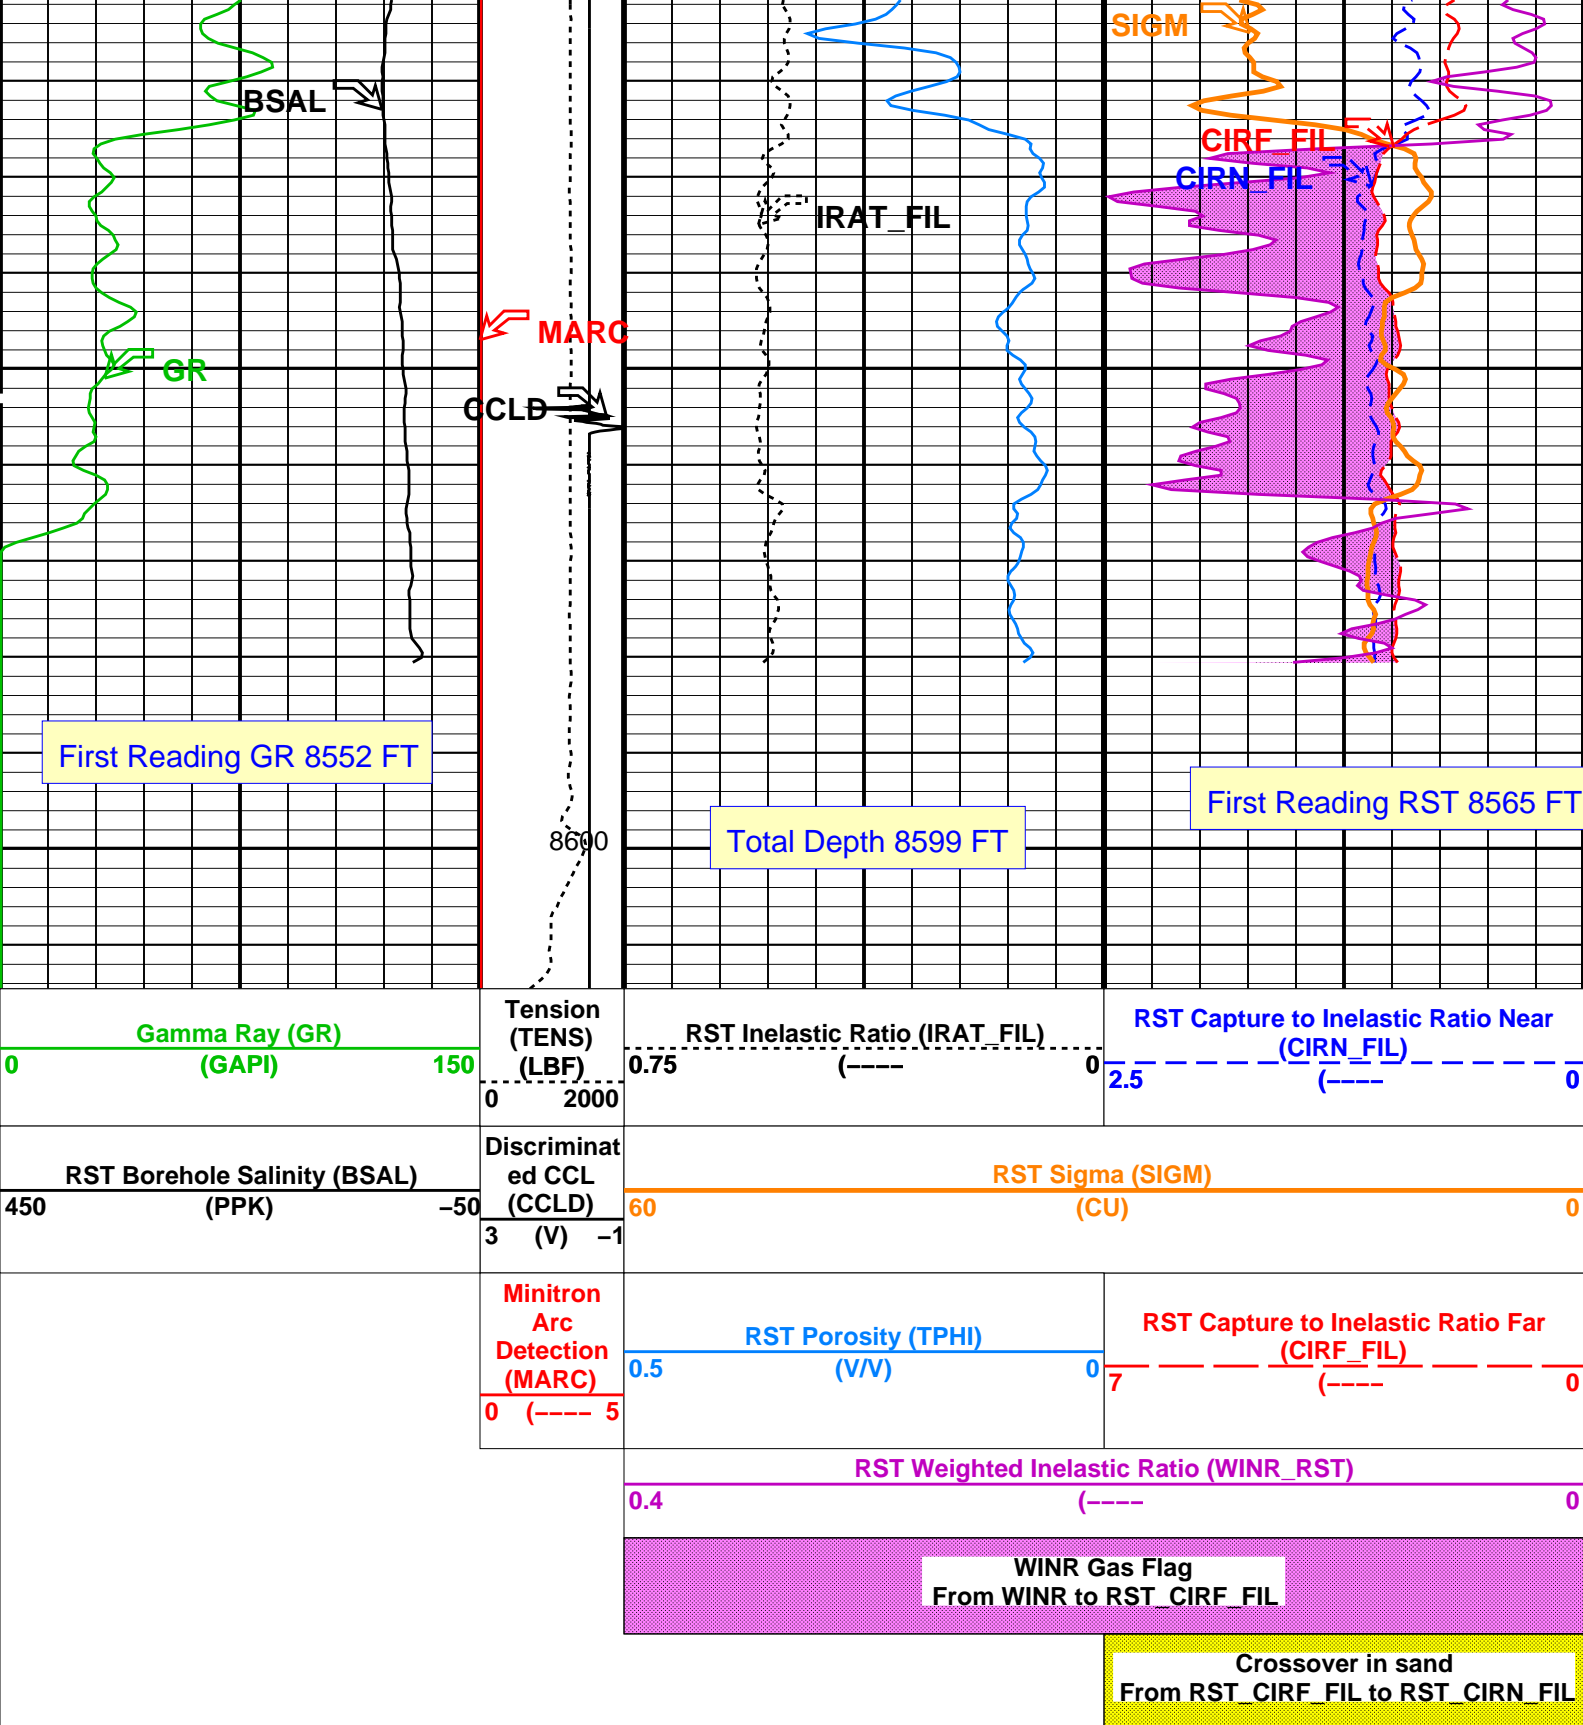 SIGM
BSAL
CIRF_FIL
CIRN_FIL
IRAT_FIL
MARC
GR
CCLD
First Reading GR 8552 FT
First Reading RST 8565 FT
8600
Total Depth 8599 FT
Gamma Ray (GR)
0 (GAPI) 150
Tension
(TENS)
(LBF)
0 2000
RST Inelastic Ratio (IRAT_FIL)
0.75 (---- 0
RST Capture to Inelastic Ratio Near
(CIRN_FIL)
2.5 (---- 0
RST Borehole Salinity (BSAL)
450 (PPK) −50
Discriminat
ed CCL
(CCLD)
3 (V) −1
RST Sigma (SIGM)
60 (CU) 0
Minitron
Arc
Detection
(MARC)
0 (---- 5
RST Porosity (TPHI)
0.5 (V/V) 0
RST Capture to Inelastic Ratio Far
(CIRF_FIL)
7 (---- 0
RST Weighted Inelastic Ratio (WINR_RST)
0.4 (---- 0
WINR Gas Flag
From WINR to RST_CIRF_FIL
Crossover in sand
From RST_CIRF_FIL to RST_CIRN_FIL